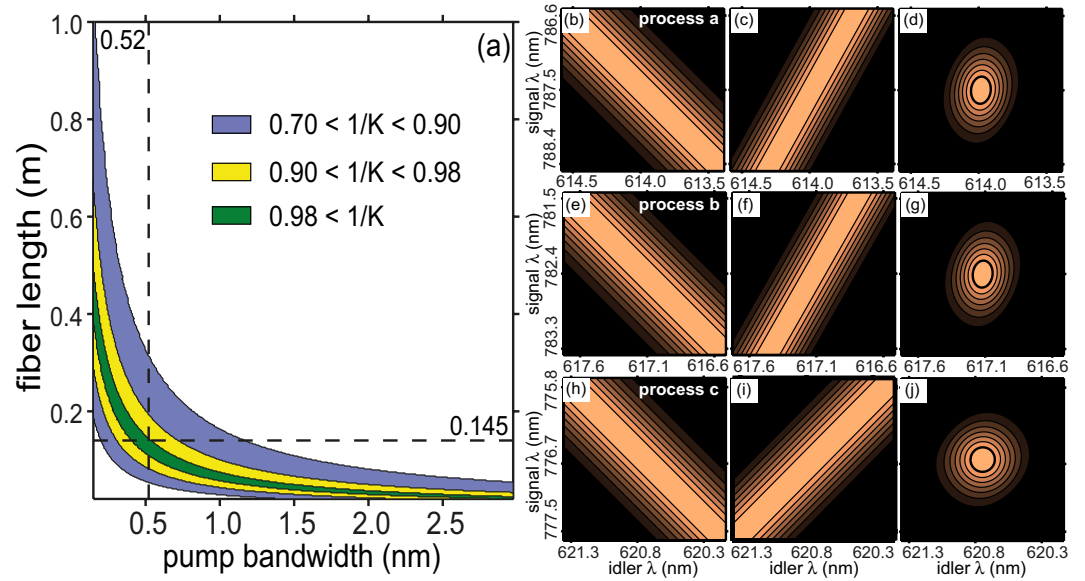 (a)
1.0
0.8
0.6
0.4
0.2
0.52
0.145
0.70 < 1/K < 0.90
0.90 < 1/K < 0.98
0.98 < 1/K
fiber length (m)
0.5 1.0 1.5 2.0 2.5
pump bandwidth (nm)
(b) process a
(c)
(d)
signal λ (nm)
786.6
787.5
788.4
614.5 614.0 613.5
614.5 614.0 613.5
614.5 614.0 613.5
(e) process b
(f)
(g)
signal λ (nm)
781.5
782.4
783.3
617.6 617.1 616.6
617.6 617.1 616.6
617.6 617.1 616.6
(h) process c
(i)
(j)
signal λ (nm)
775.8
776.7
777.5
621.3 620.8 620.3
621.3 620.8 620.3
621.3 620.8 620.3
idler λ (nm)
idler λ (nm)
idler λ (nm)